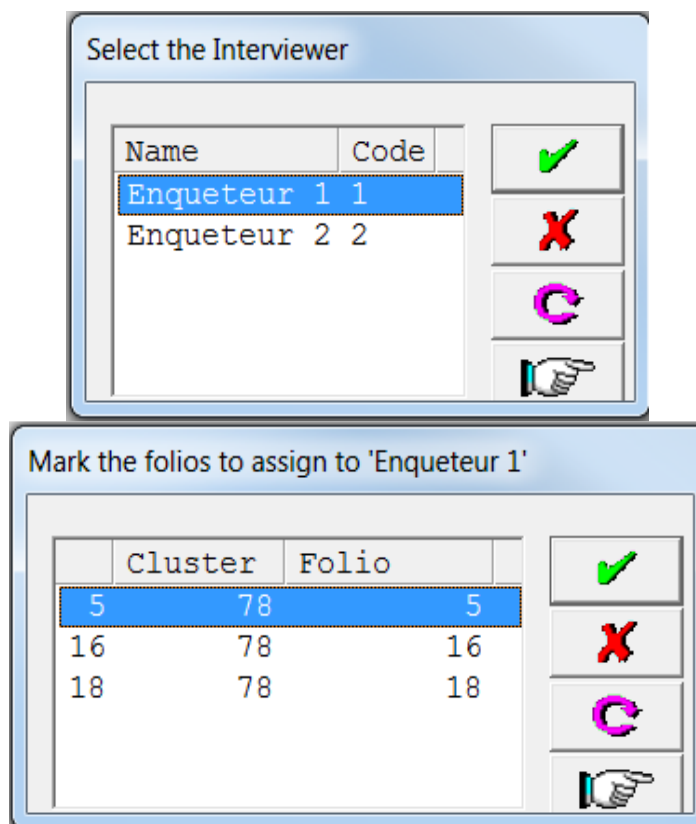 Select the Interviewer
Name Code
Enqueteur 1 1
Enqueteur 2 2
Mark the folios to assign to 'Enqueteur 1'
Cluster Folio
5 78 5
16 78 16
18 78 18